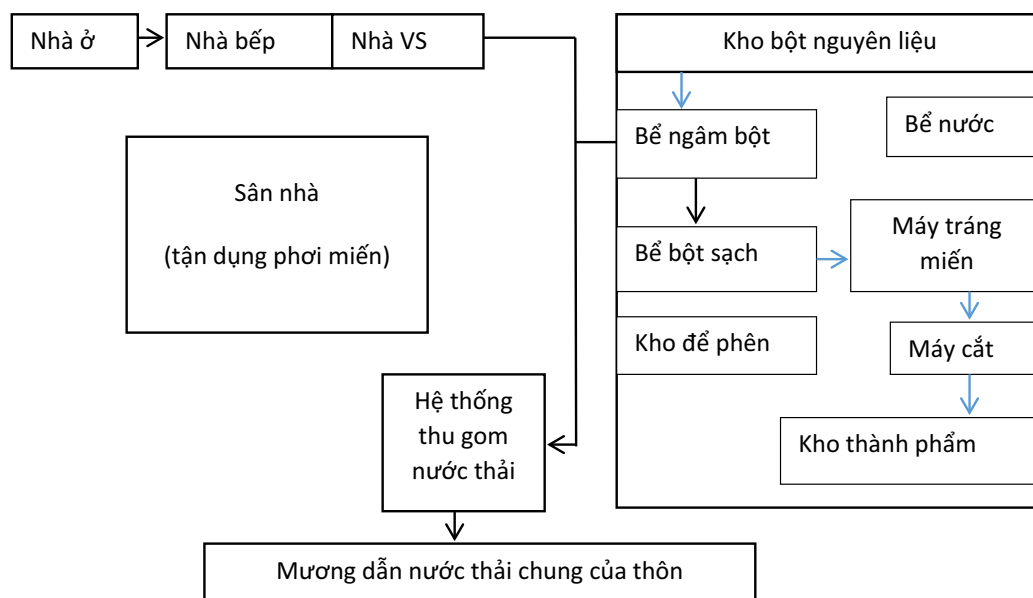 Nhà ở
Nhà bếp
Nhà VS
Kho bột nguyên liệu
Bể ngâm bột
Bể nước
Sân nhà
(tận dụng phơi miến)
Bể bột sạch
Máy tráng
miến
Kho để phên
Máy cắt
Hệ thống
thu gom
nước thải
Kho thành phẩm
Mương dẫn nước thải chung của thôn